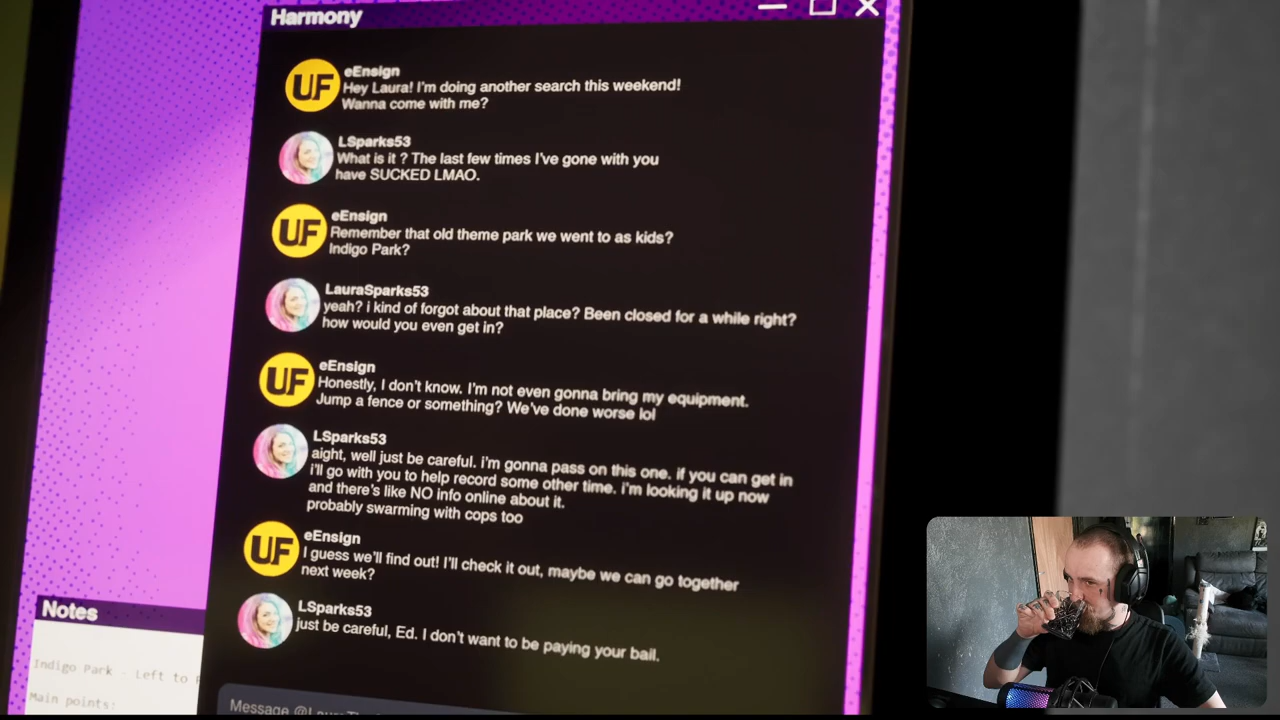 Harmony
UF
eEnsign
Hey Laura! I'm doing another search this weekend!
Wanna come with me?
LSparks53
What is it ? The last few times I've gone with you
have SUCKED LMAO.
UF
eEnsign
Remember that old theme park we went to as kids?
Indigo Park?
LauraSparks53
yeah? i kind of forgot about that place? Been closed for a while right?
how would you even get in?
UF
eEnsign
Honestly, I don't know. I'm not even gonna bring my equipment.
Jump a fence or something? We've done worse lol
LSparks53
aight, well just be careful. i'm gonna pass on this one. if you can get in
i'll go with you to help record some other time. i'm looking it up now
and there's like NO info online about it.
probably swarming with cops too
UF
eEnsign
I guess we'll find out! I'll check it out, maybe we can go together
next week?
LSparks53
just be careful, Ed. I don't want to be paying your bail.
Notes
Indigo Park - Left to
Main points:
Message